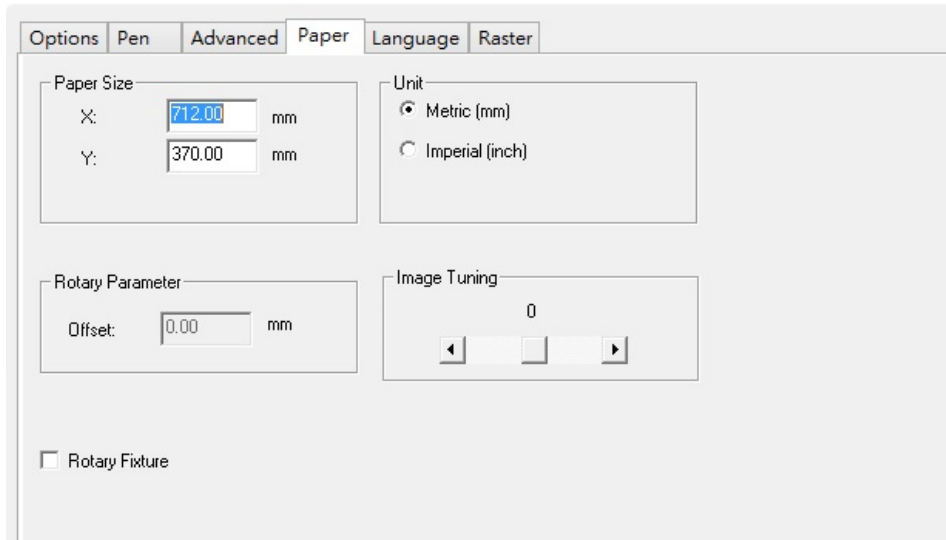 Options Pen Advanced Paper Language Raster
Paper Size
X: 712.00 mm
Y: 370.00 mm
Unit
Metric (mm)
Imperial (inch)
Rotary Parameter
Offset: 0.00 mm
Image Tuning
0
Rotary Fixture